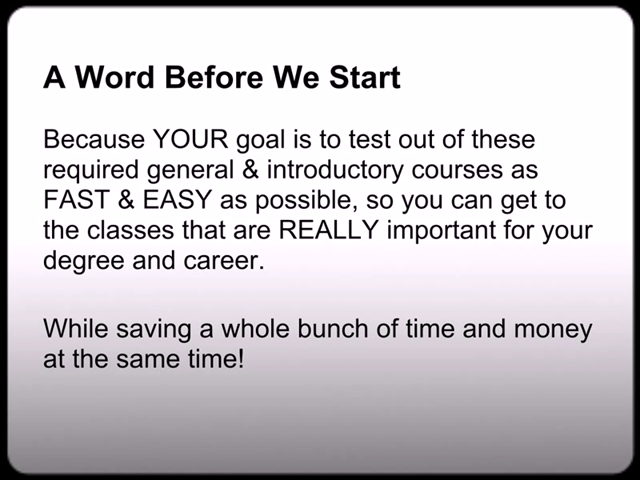 A Word Before We Start
Because YOUR goal is to test out of these
required general & introductory courses as
FAST & EASY as possible, so you can get to
the classes that are REALLY important for your
degree and career.
While saving a whole bunch of time and money
at the same time!